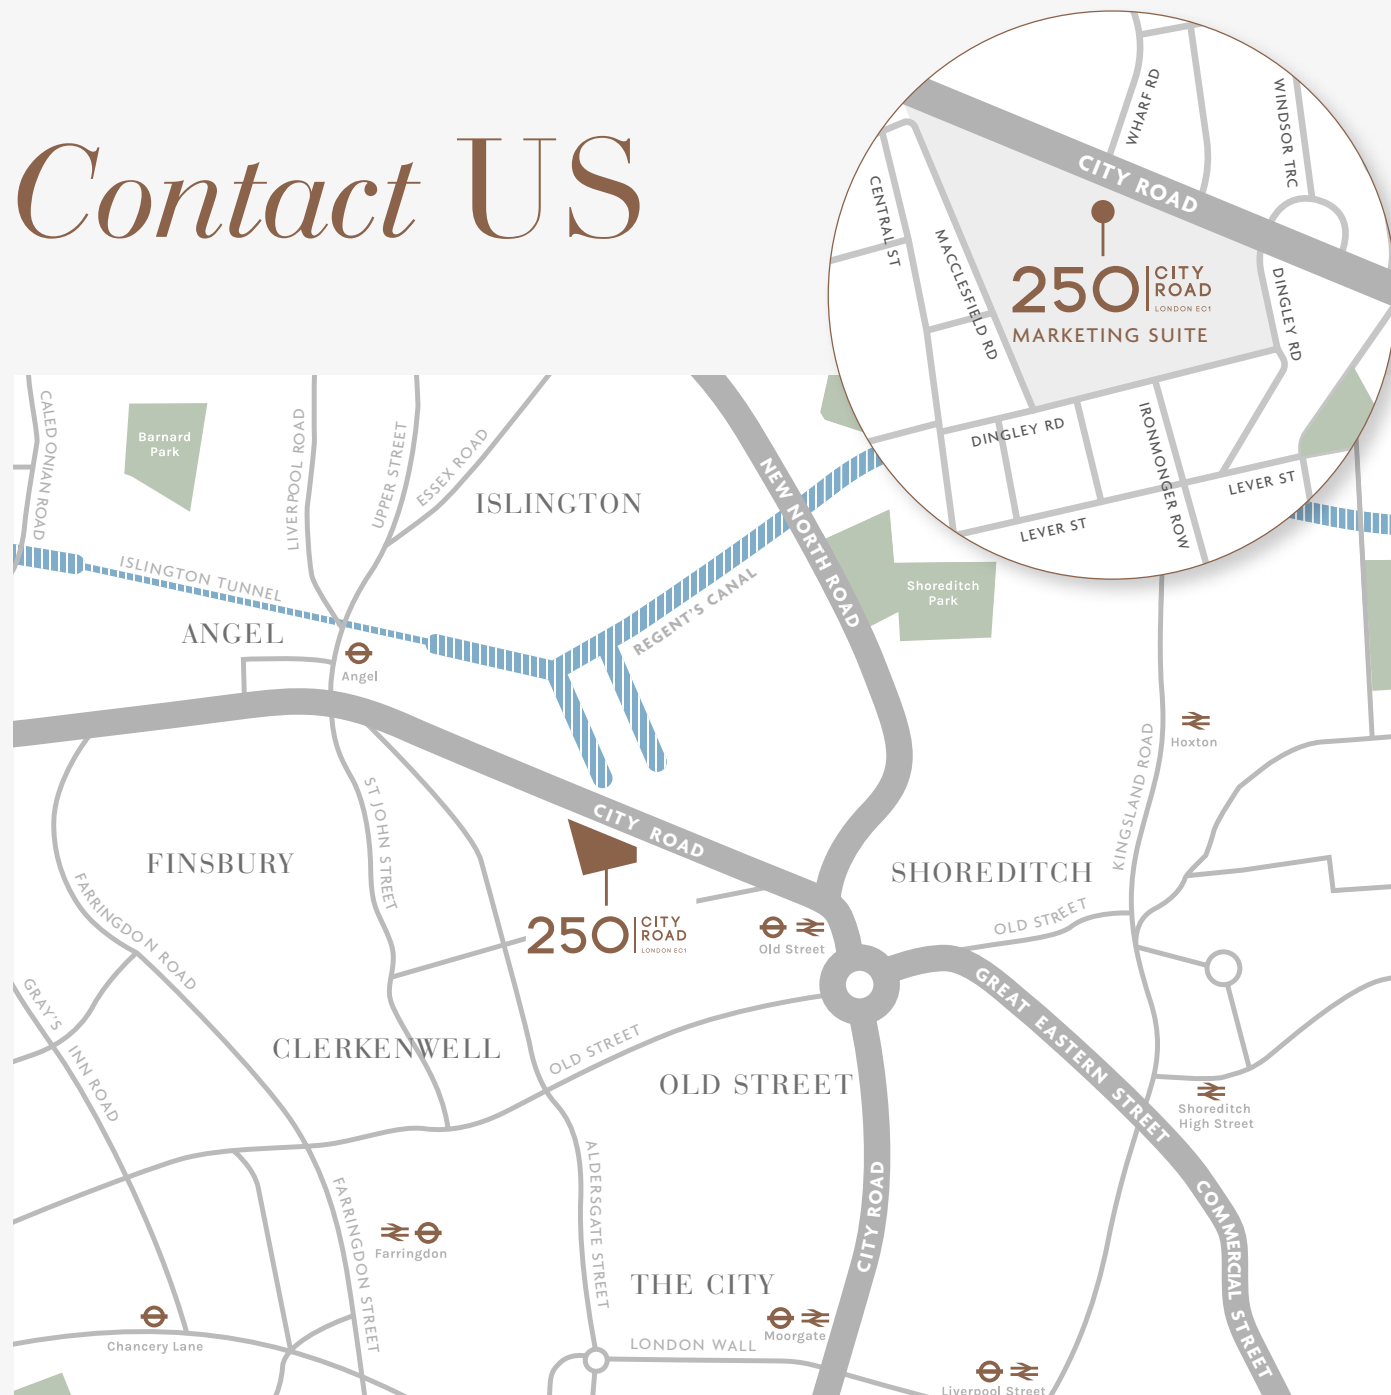 Contact US
WHARF RD
WINDSOR TRC
CITY ROAD
CENTRAL ST
MACCLESFIELD RD
250 CITY
ROAD
LONDON EC1
MARKETING SUITE
DINGLEY RD
DINGLEY RD
IRONMONGER ROW
LEVER ST
LEVER ST
CALEDONIAN ROAD
Barnard
Park
LIVERPOOL ROAD
UPPER STREET
ESSEX ROAD
ISLINGTON
NEW NORTH ROAD
ISLINGTON TUNNEL
REGENT'S CANAL
Shoreditch
Park
ANGEL
Angel
Hoxton
KINGSLAND ROAD
ST JOHN STREET
CITY ROAD
FINSBURY
SHOREDITCH
FARRINGDON ROAD
250 CITY
ROAD
LONDON EC1
Old Street
OLD STREET
GRAY'S
INN ROAD
GREAT EASTERN STREET
CLERKENWELL
OLD STREET
OLD STREET
Shoreditch
High Street
ALDERSGATE STREET
CITY ROAD
FARRINGDON STREET
Farringdon
COMMERCIAL STREET
THE CITY
Chancery Lane
Moorgate
LONDON WALL
Liverpool Street